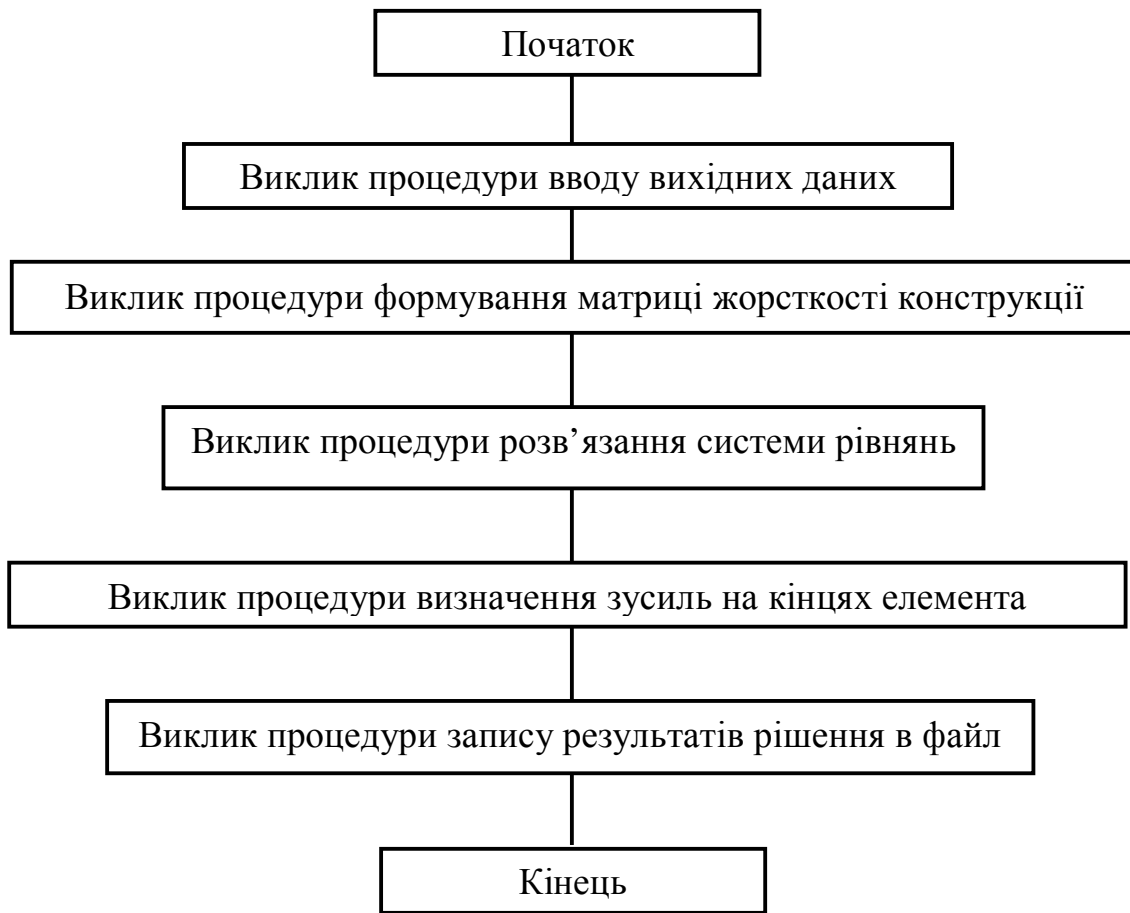 Початок
Виклик процедури вводу вихідних даних
Виклик процедури формування матриці жорсткості конструкції
Виклик процедури розв’язання системи рівнянь
Виклик процедури визначення зусиль на кінцях елемента
Виклик процедури запису результатів рішення в файл
Кінець